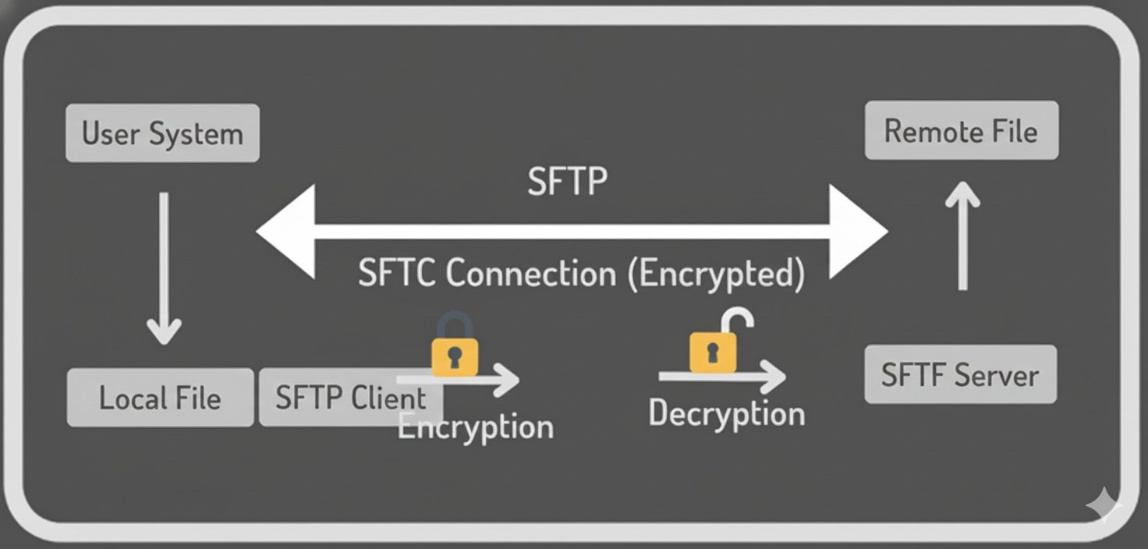 User System
Remote File
SFTP
SFTC Connection (Encrypted)
Local File
SFTP Client
SFTF Server
Encryption
Decryption